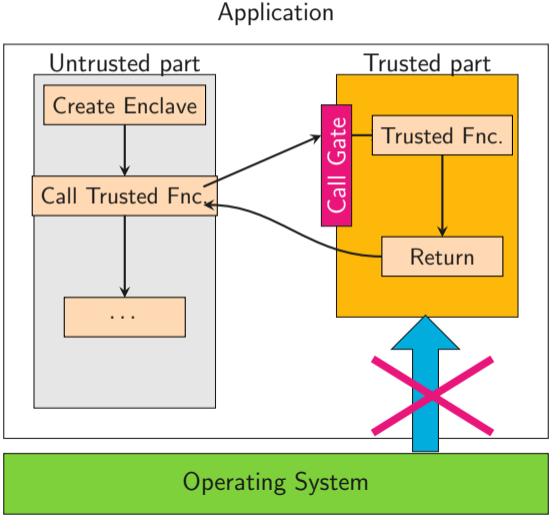 Application
Untrusted part
Trusted part
Create Enclave
Call Gate
Trusted Fnc.
Call Trusted Fnc.
Return
...
Operating System